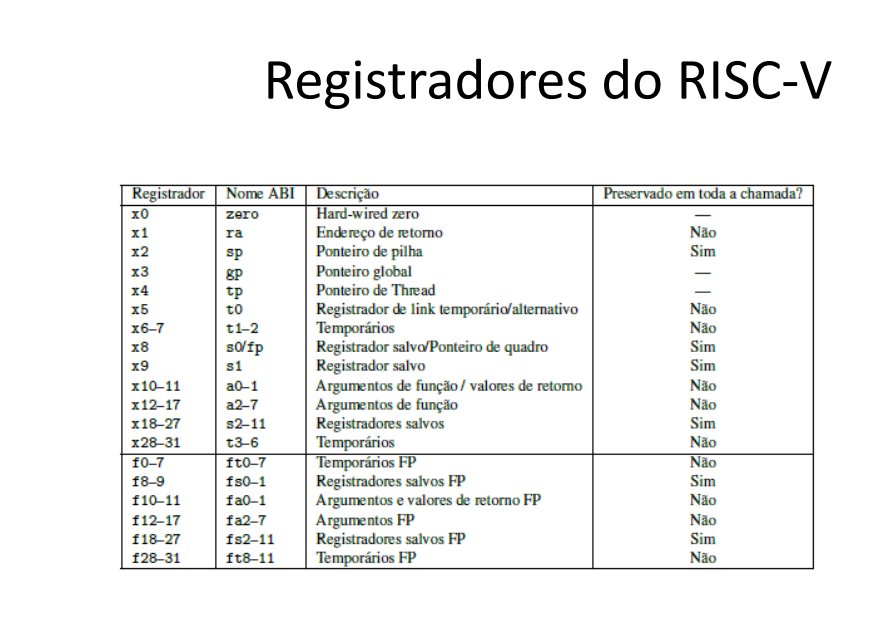 Registradores do RISC-V
Registrador Nome ABI Descrição Preservado em toda a chamada?
x0 zero Hard-wired zero —
x1 ra Endereço de retorno Não
x2 sp Ponteiro de pilha Sim
x3 gp Ponteiro global —
x4 tp Ponteiro de Thread —
x5 t0 Registrador de link temporário/alternativo Não
x6–7 t1–2 Temporários Não
x8 s0/fp Registrador salvo/Ponteiro de quadro Sim
x9 s1 Registrador salvo Sim
x10–11 a0–1 Argumentos de função / valores de retorno Não
x12–17 a2–7 Argumentos de função Não
x18–27 s2–11 Registradores salvos Sim
x28–31 t3–6 Temporários Não
f0–7 ft0–7 Temporários FP Não
f8–9 fs0–1 Registradores salvos FP Sim
f10–11 fa0–1 Argumentos e valores de retorno FP Não
f12–17 fa2–7 Argumentos FP Não
f18–27 fs2–11 Registradores salvos FP Sim
f28–31 ft8–11 Temporários FP Não